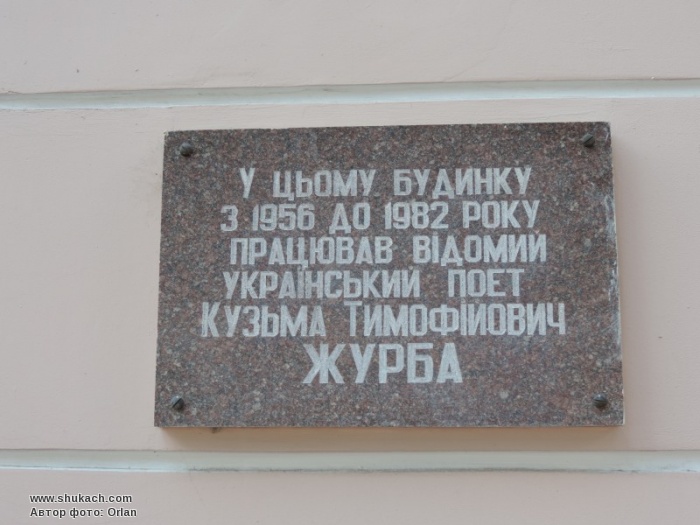 У ЦЬОМУ БУДИНКУ
З 1956 ДО 1982 РОКУ
ПРАЦЮВАВ ВІДОМИЙ
УКРАЇНСЬКИЙ ПОЕТ
КУЗЬМА ТИМОФІЙОВИЧ
ЖУРБА
www.shukach.com
Автор фото: Orlan